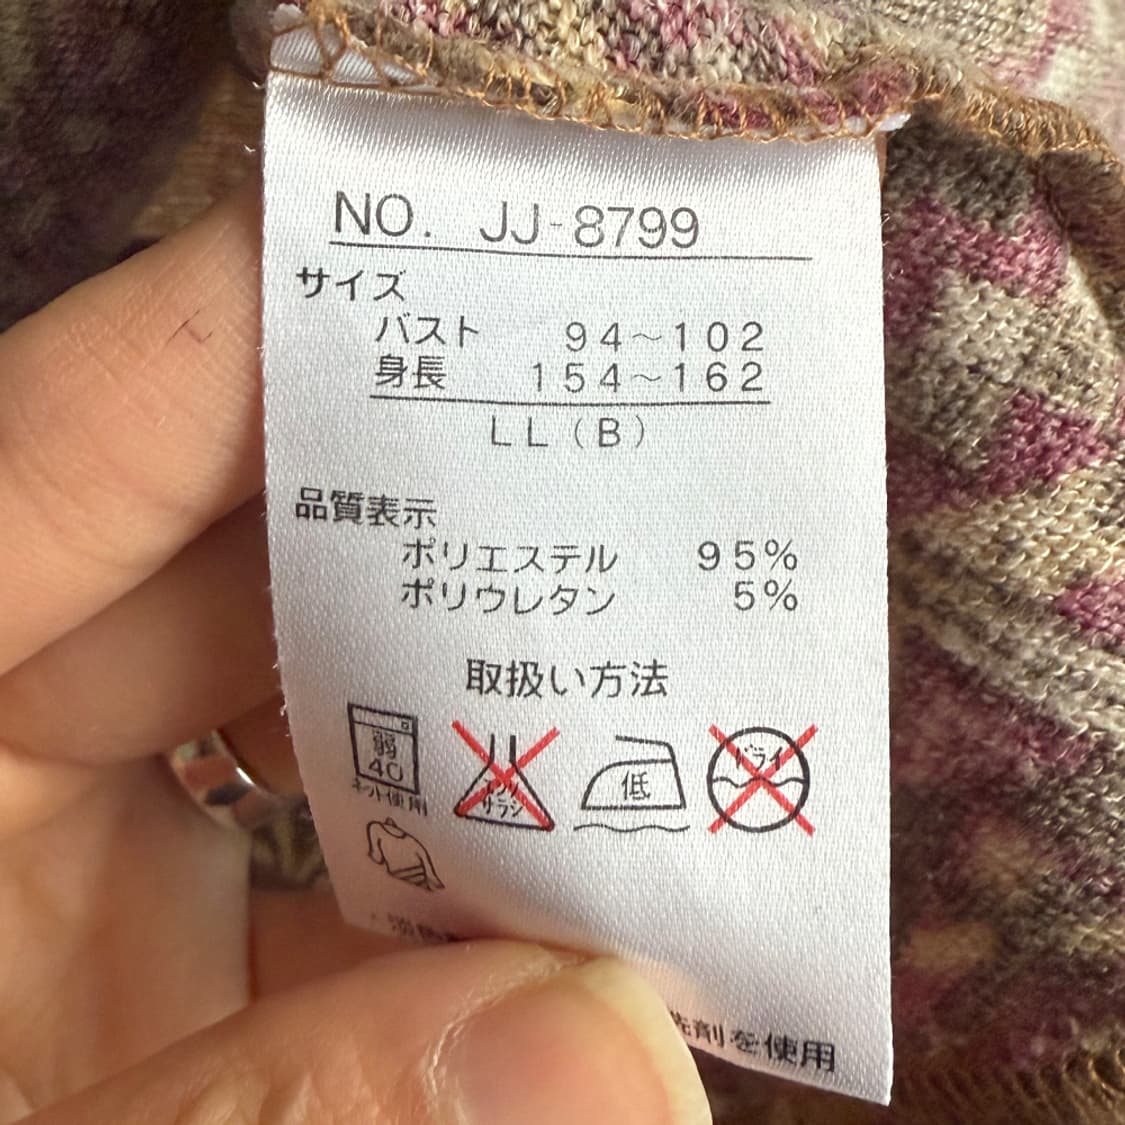 NO. JJ-8799
サイズ
バスト 94～102
身長 154～162
LL（B）
品質表示
ポリエステル 95%
ポリウレタン 5%
取扱い方法
弱
40
ネット使用
エンソ
サラシ
低
ドライ
洗剤を使用